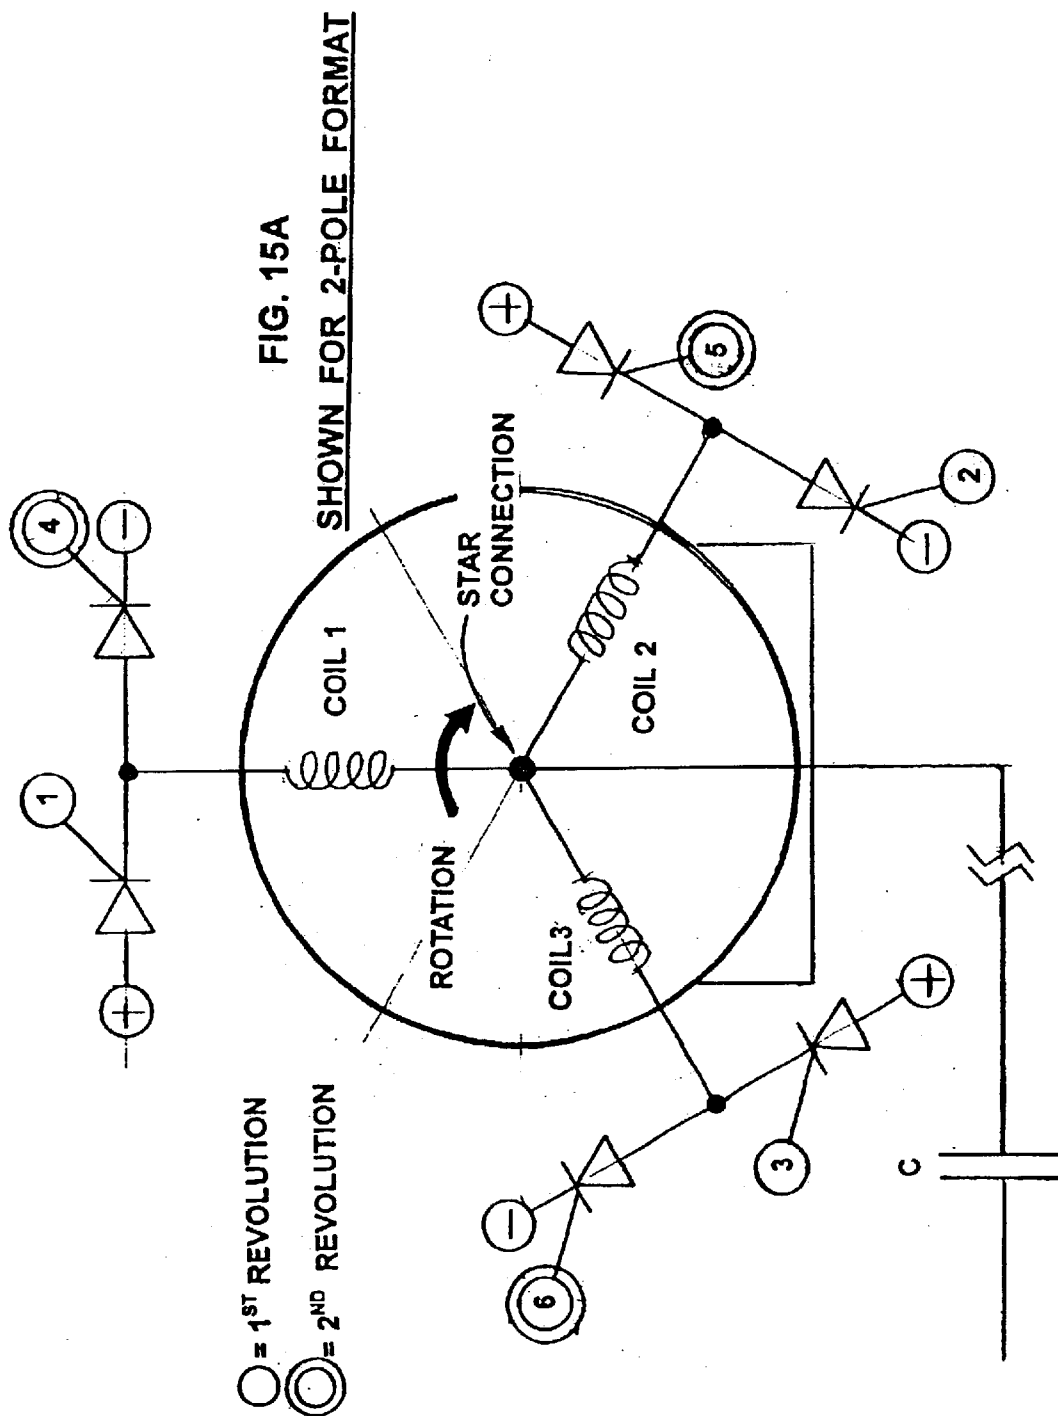 FIG. 15A
SHOWN FOR 2-POLE FORMAT
= 1ST REVOLUTION
= 2ND REVOLUTION
1
4
+
−
COIL 1
ROTATION
STAR
CONNECTION
COIL 2
COIL3
+
5
2
−
−
6
3
+
C